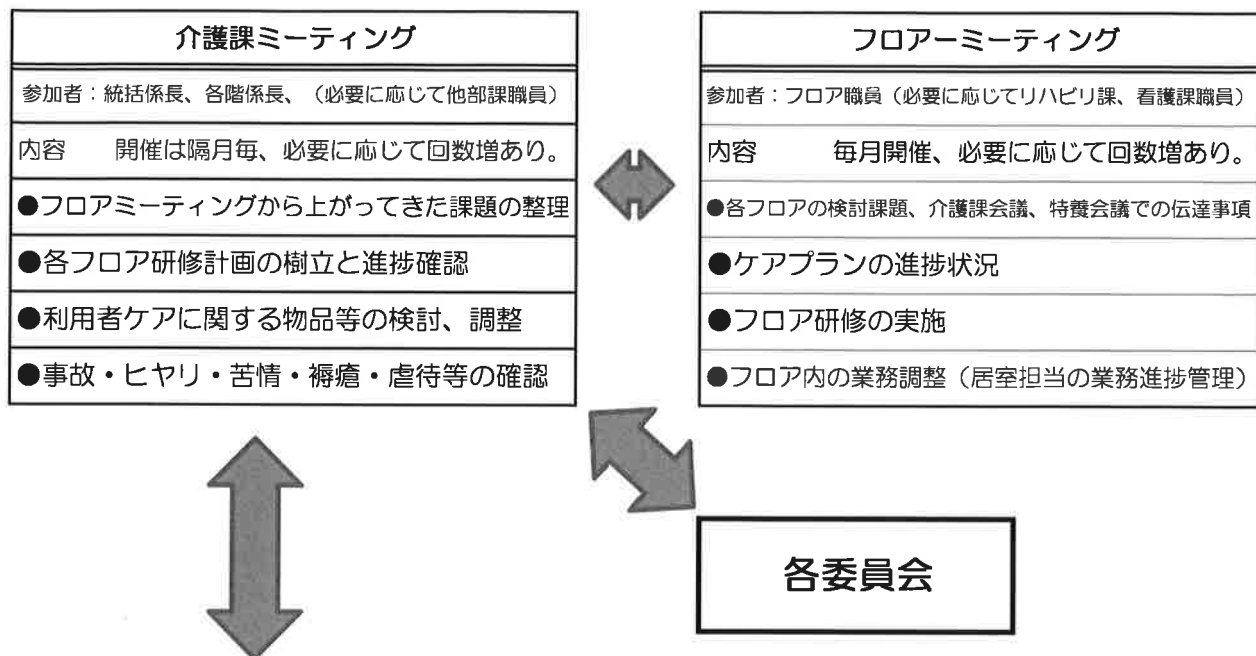 介護課ミーティング
参加者：統括係長、各階係長、（必要に応じて他部課職員）
内容　　開催は隔月毎、必要に応じて回数増あり。
●フロアミーティングから上がってきた課題の整理
●各フロア研修計画の樹立と進捗確認
●利用者ケアに関する物品等の検討、調整
●事故・ヒヤリ・苦情・褥瘡・虐待等の確認
フロアーミーティング
参加者：フロア職員（必要に応じてリハビリ課、看護課職員）
内容　　　毎月開催、必要に応じて回数増あり。
●各フロアの検討課題、介護課会議、特養会議での伝達事項
●ケアプランの進捗状況
●フロア研修の実施
●フロア内の業務調整（居室担当の業務進捗管理）
各委員会